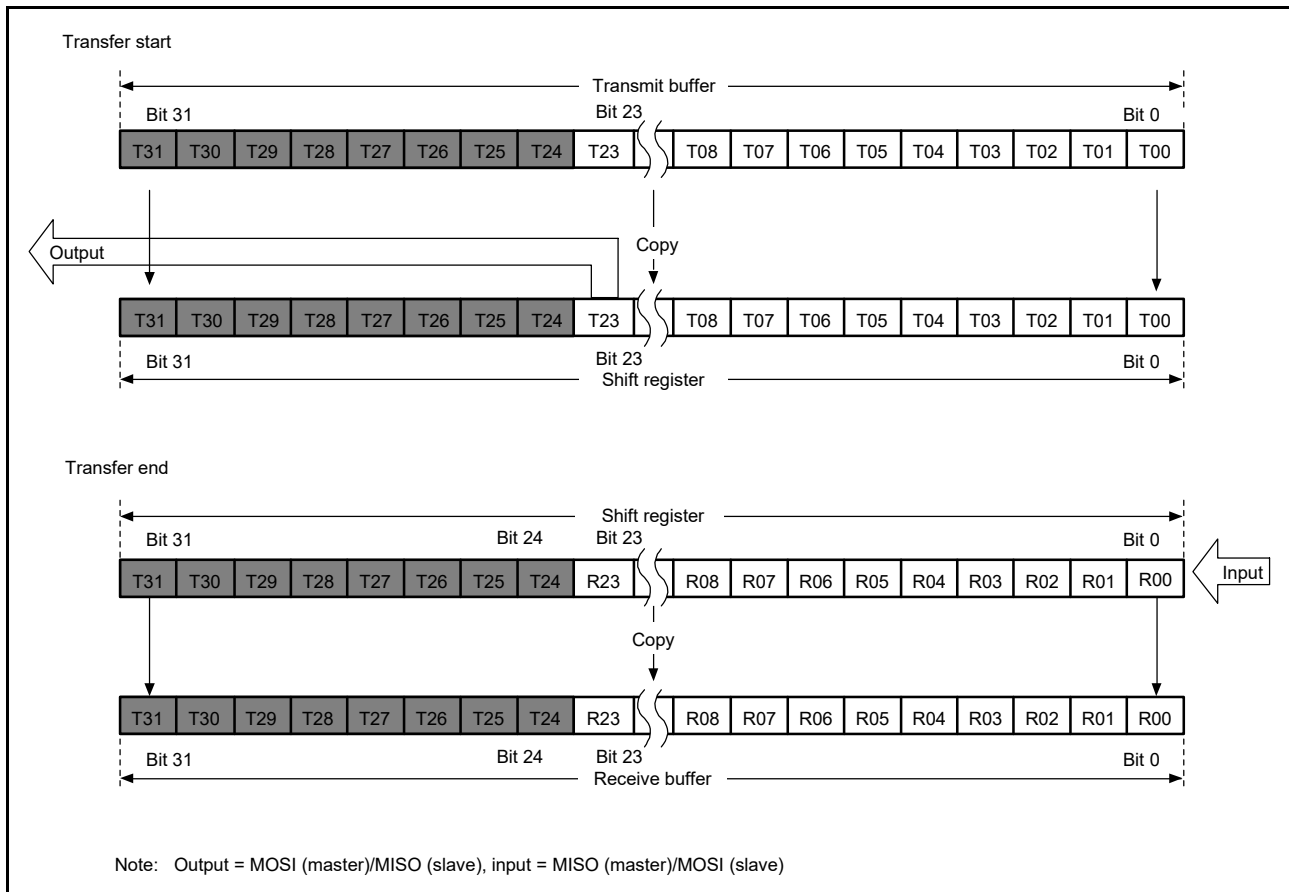 Transfer start
Transmit buffer
Bit 31 Bit 23 Bit 0
T31 T30 T29 T28 T27 T26 T25 T24 T23 T08 T07 T06 T05 T04 T03 T02 T01 T00
Output Copy
T31 T30 T29 T28 T27 T26 T25 T24 T23 T08 T07 T06 T05 T04 T03 T02 T01 T00
Bit 31 Bit 23 Bit 0
Shift register
Transfer end
Shift register
Bit 31 Bit 24 Bit 23 Bit 0
T31 T30 T29 T28 T27 T26 T25 T24 R23 R08 R07 R06 R05 R04 R03 R02 R01 R00 Input
Copy
T31 T30 T29 T28 T27 T26 T25 T24 R23 R08 R07 R06 R05 R04 R03 R02 R01 R00
Bit 31 Bit 24 Bit 23 Bit 0
Receive buffer
Note: Output = MOSI (master)/MISO (slave), input = MISO (master)/MOSI (slave)